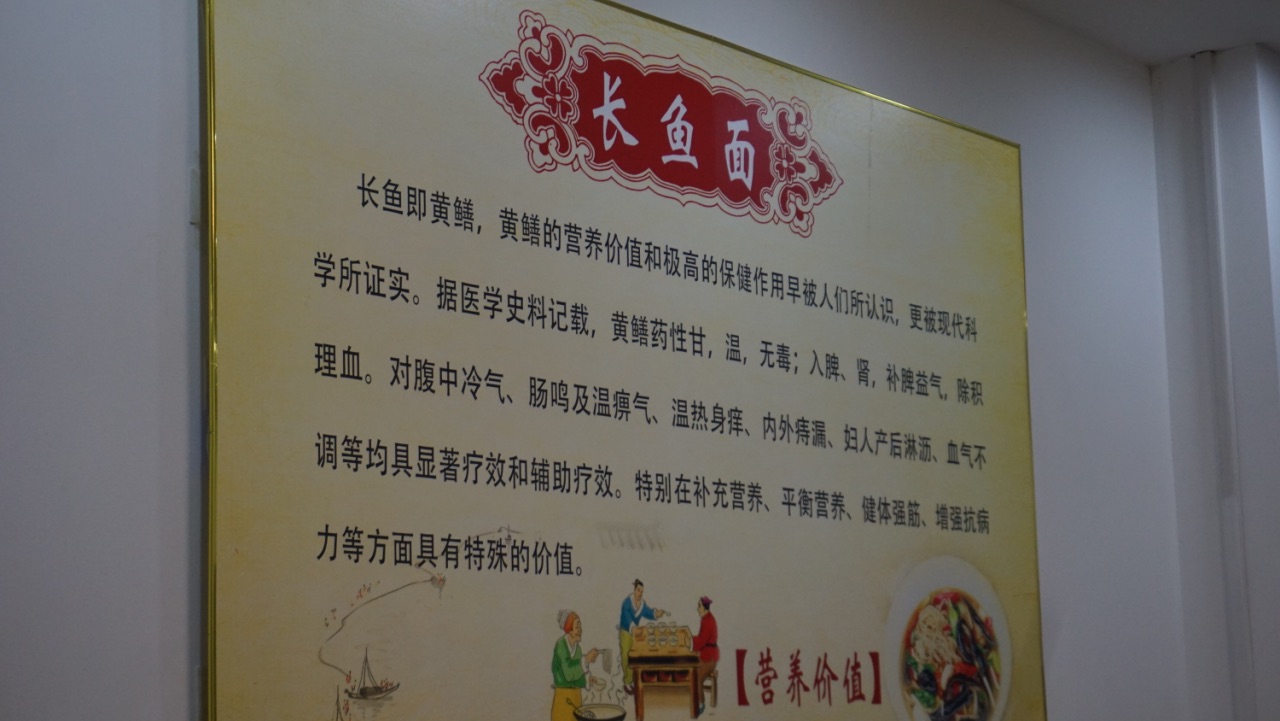 长鱼面
长鱼即黄鳝，黄鳝的营养价值和极高的保健作用早被人们所认识，更被现代科
学所证实。据医学史料记载，黄鳝药性甘，温，无毒；入脾、肾，补脾益气，除积
理血。对腹中冷气、肠鸣及温痹气、温热身痒、内外痔漏、妇人产后淋沥、血气不
调等均具显著疗效和辅助疗效。特别在补充营养、平衡营养、健体强筋、增强抗病
力等方面具有特殊的价值。
【营养价值】